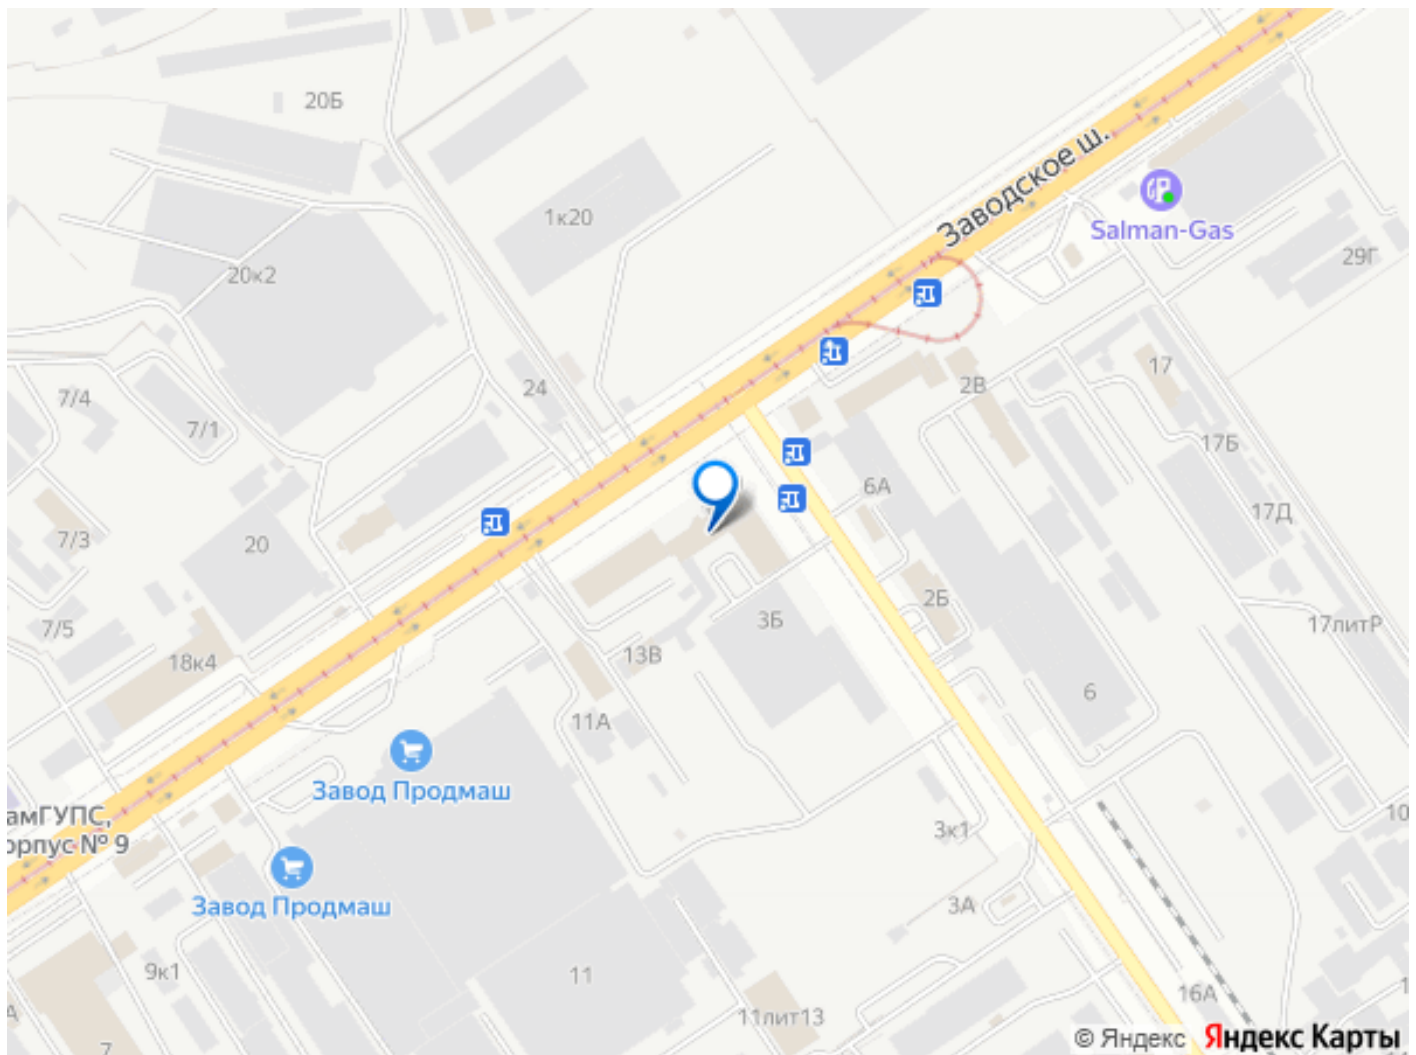 20Б
1к20
Заводское ш.
Salman-Gas
29Г
20к2
24
7/4
7/1
2В
17
17Б
6А
17Д
7/3
20
2Б
17литР
7/5
18к4
3Б
13В
6
11А
Завод Продмаш
амГУПС,
орпус № 9
3к1
10
Завод Продмаш
3А
9к1
11
16А
11лит13
7
© Яндекс
Яндекс Карты